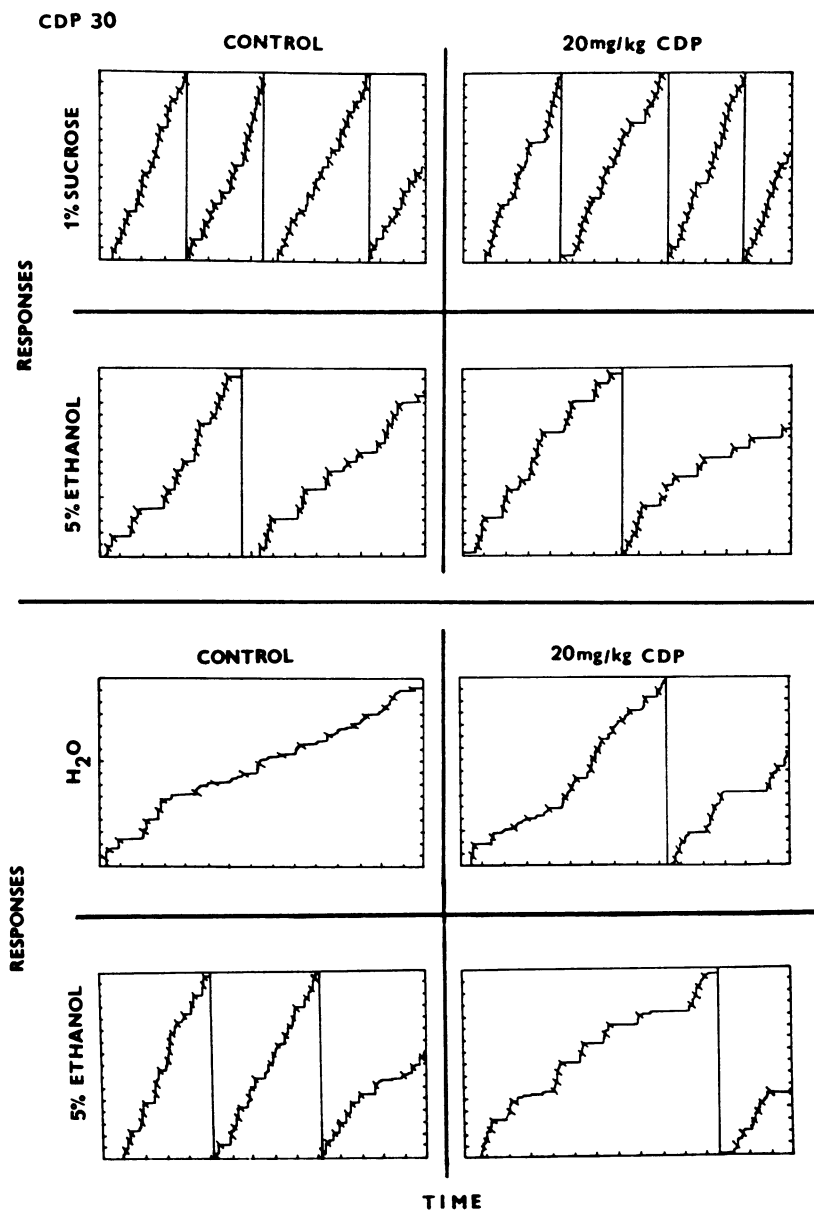 CDP 30
CONTROL
20mg/kg CDP
RESPONSES
1% SUCROSE
5% ETHANOL
CONTROL
20mg/kg CDP
RESPONSES
H₂O
5% ETHANOL
TIME